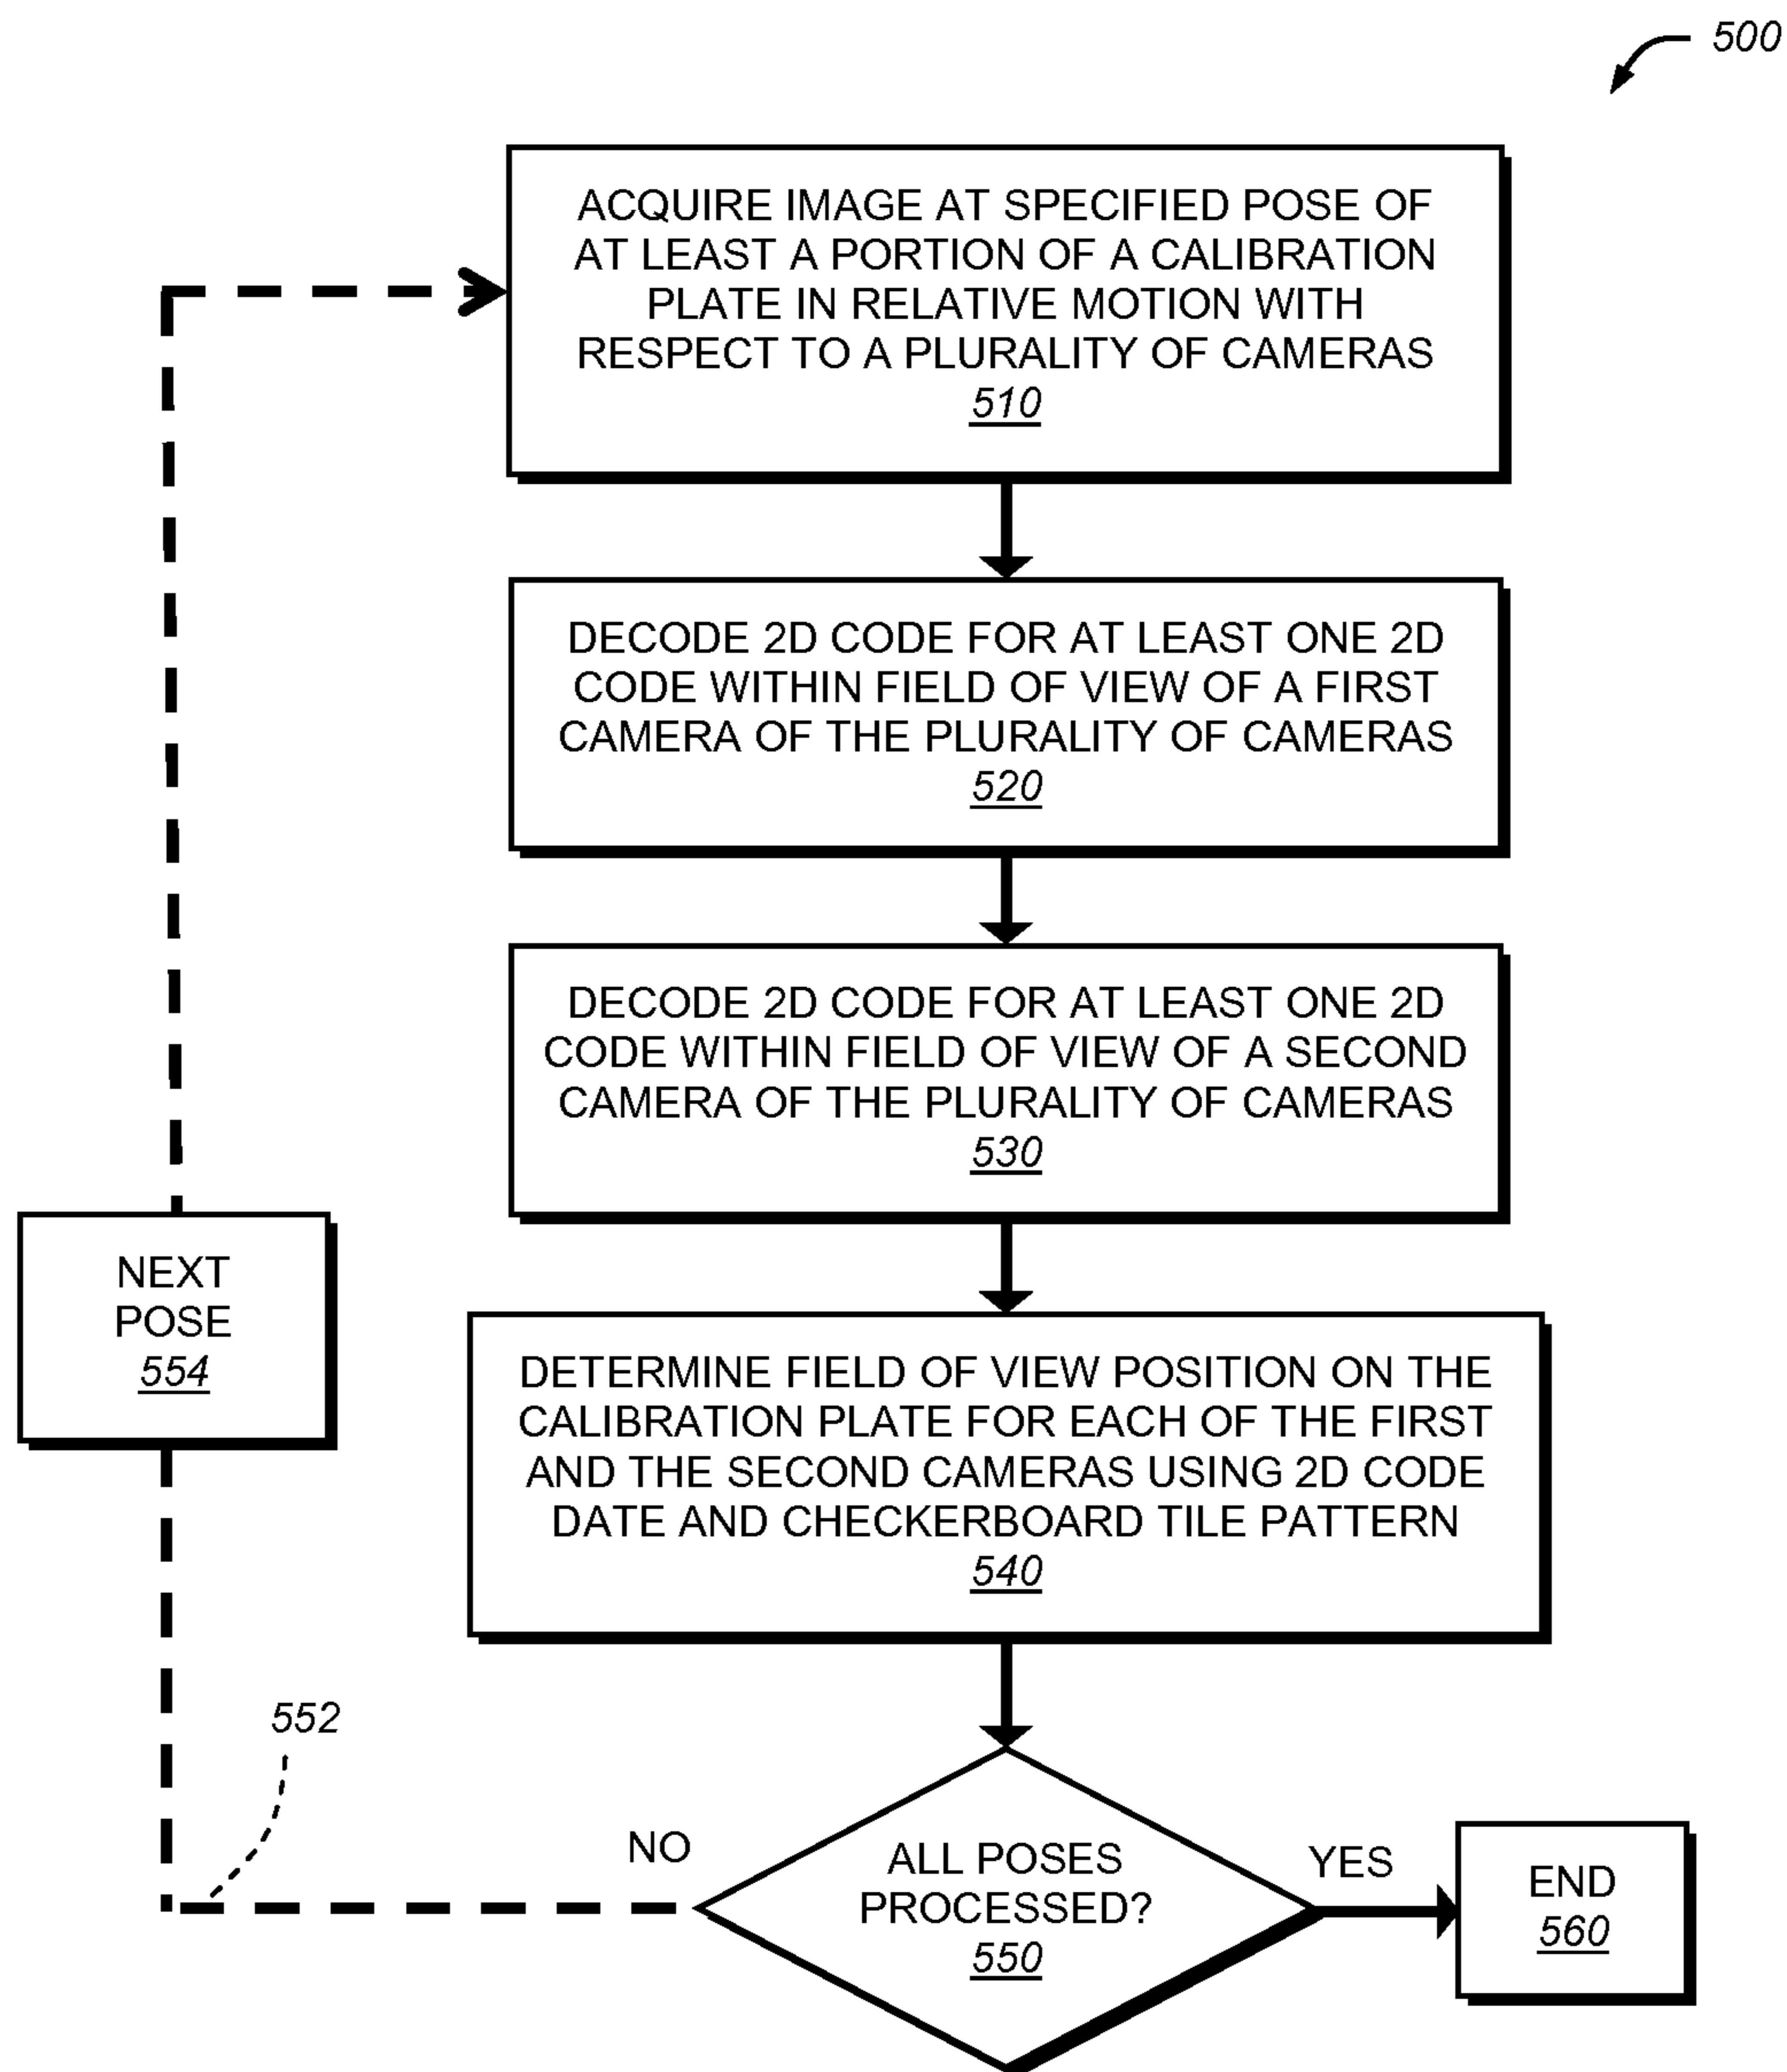 500
ACQUIRE IMAGE AT SPECIFIED POSE OF
AT LEAST A PORTION OF A CALIBRATION
PLATE IN RELATIVE MOTION WITH
RESPECT TO A PLURALITY OF CAMERAS
510
DECODE 2D CODE FOR AT LEAST ONE 2D
CODE WITHIN FIELD OF VIEW OF A FIRST
CAMERA OF THE PLURALITY OF CAMERAS
520
DECODE 2D CODE FOR AT LEAST ONE 2D
CODE WITHIN FIELD OF VIEW OF A SECOND
CAMERA OF THE PLURALITY OF CAMERAS
530
NEXT
POSE
554
DETERMINE FIELD OF VIEW POSITION ON THE
CALIBRATION PLATE FOR EACH OF THE FIRST
AND THE SECOND CAMERAS USING 2D CODE
DATE AND CHECKERBOARD TILE PATTERN
540
552
NO
ALL POSES
PROCESSED?
550
YES
END
560